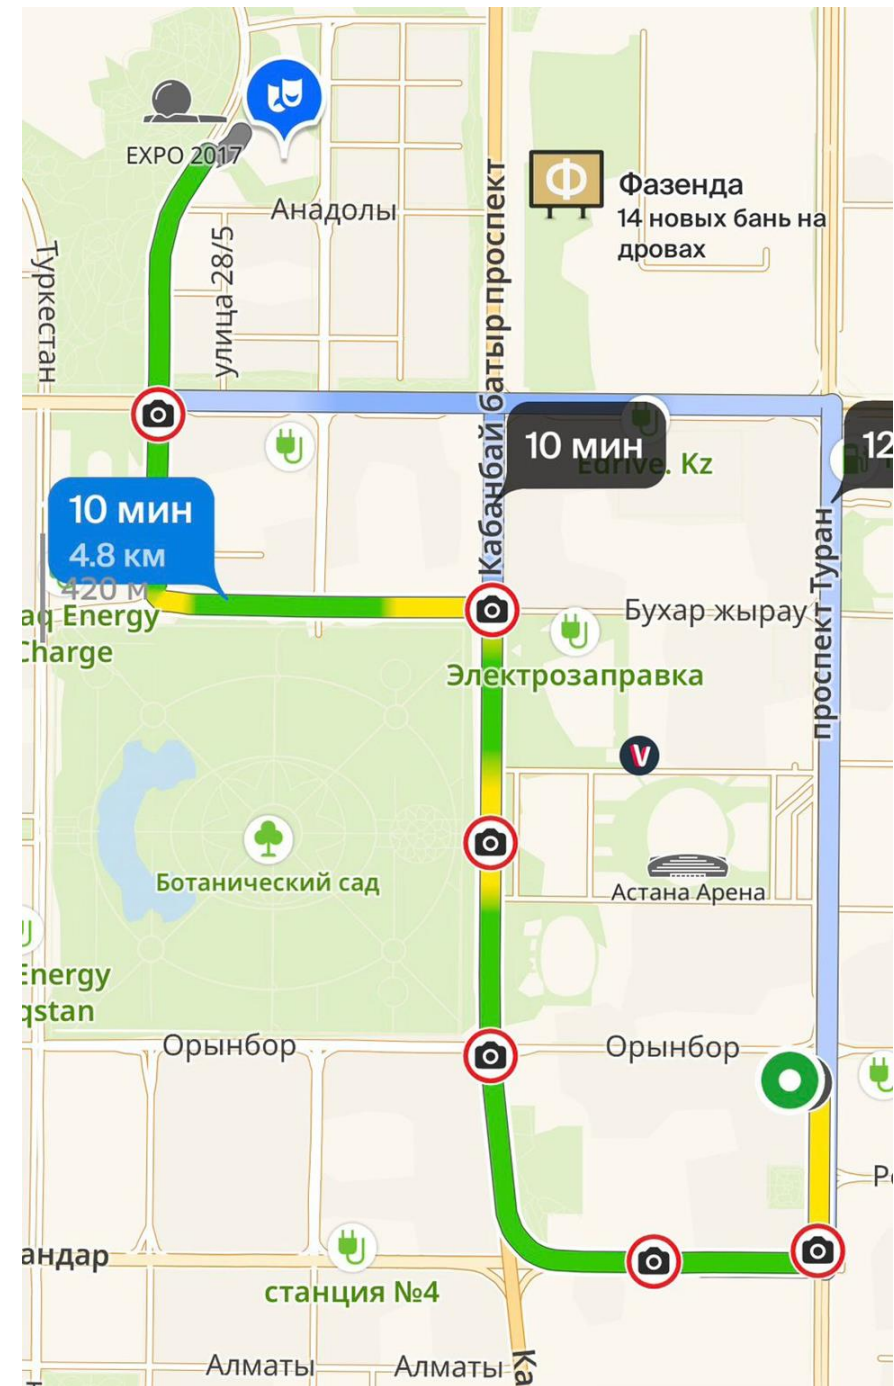 EXPO 2017
Анадолы
Ф
Фазенда
14 новых бань на
дровах
Туркестан
улица 28/5
Кабанбай батыр проспект
10 мин
Edrive. Kz
12
10 мин
4.8 км
420 м
aq Energy
Charge
Бухар жырау
проспект Туран
Электрозаправка
V
Ботанический сад
Астана Арена
Energy
qstan
Орынбор
Орынбор
андар
станция №4
Алматы
Алматы
Ка